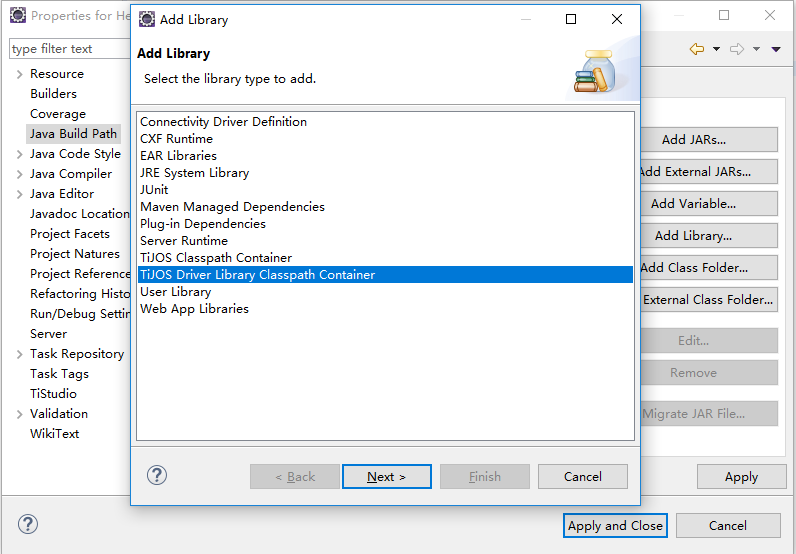 Properties for He
type filter text
Resource
Builders
Coverage
Java Build Path
Java Code Style
Java Compiler
Java Editor
Javadoc Location
Project Facets
Project Natures
Project Reference
Refactoring Histo
Run/Debug Settin
Server
Task Repository
Task Tags
TiStudio
Validation
WikiText
Add Library
Add Library
Select the library type to add.
Connectivity Driver Definition
CXF Runtime
EAR Libraries
JRE System Library
JUnit
Maven Managed Dependencies
Plug-in Dependencies
Server Runtime
TiJOS Classpath Container
TiJOS Driver Library Classpath Container
User Library
Web App Libraries
< Back
Next >
Finish
Cancel
Add JARs...
Add External JARs...
Add Variable...
Add Library...
Add Class Folder...
External Class Folder...
Edit...
Remove
Migrate JAR File...
Apply
Apply and Close
Cancel